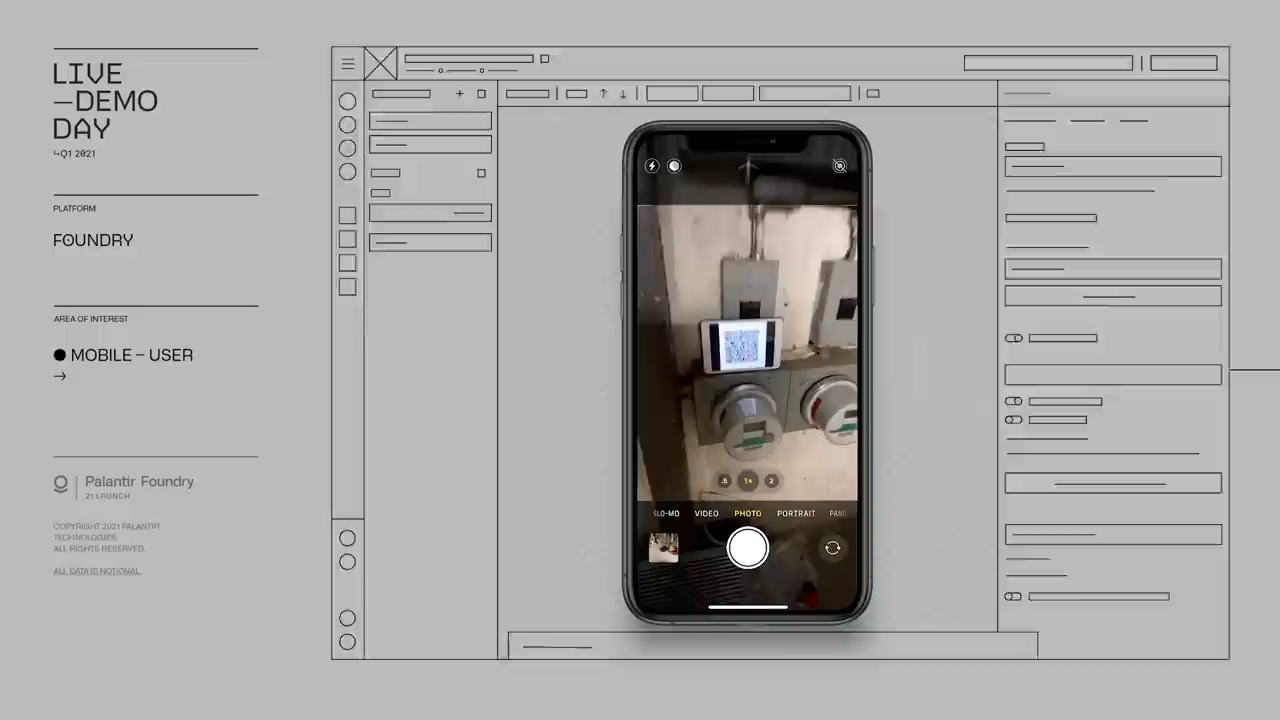 LIVE
—DEMO
DAY
↳Q1 2021
PLATFORM
FOUNDRY
AREA OF INTEREST
● MOBILE – USER
→
Palantir Foundry
21 LAUNCH
COPYRIGHT 2021 PALANTIR
TECHNOLOGIES.
ALL RIGHTS RESERVED.
ALL DATA IS NOTIONAL.
.5 1× 2
SLO-MO VIDEO PHOTO PORTRAIT PANO